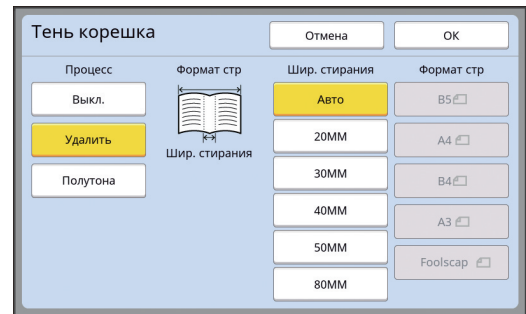 Тень корешка
Отмена
ОК
Процесс
Выкл.
Удалить
Полутона
Формат стр
Шир. стирания
Шир. стирания
Авто
20MM
30MM
40MM
50MM
80MM
Формат стр
B5
A4
B4
A3
Foolscap